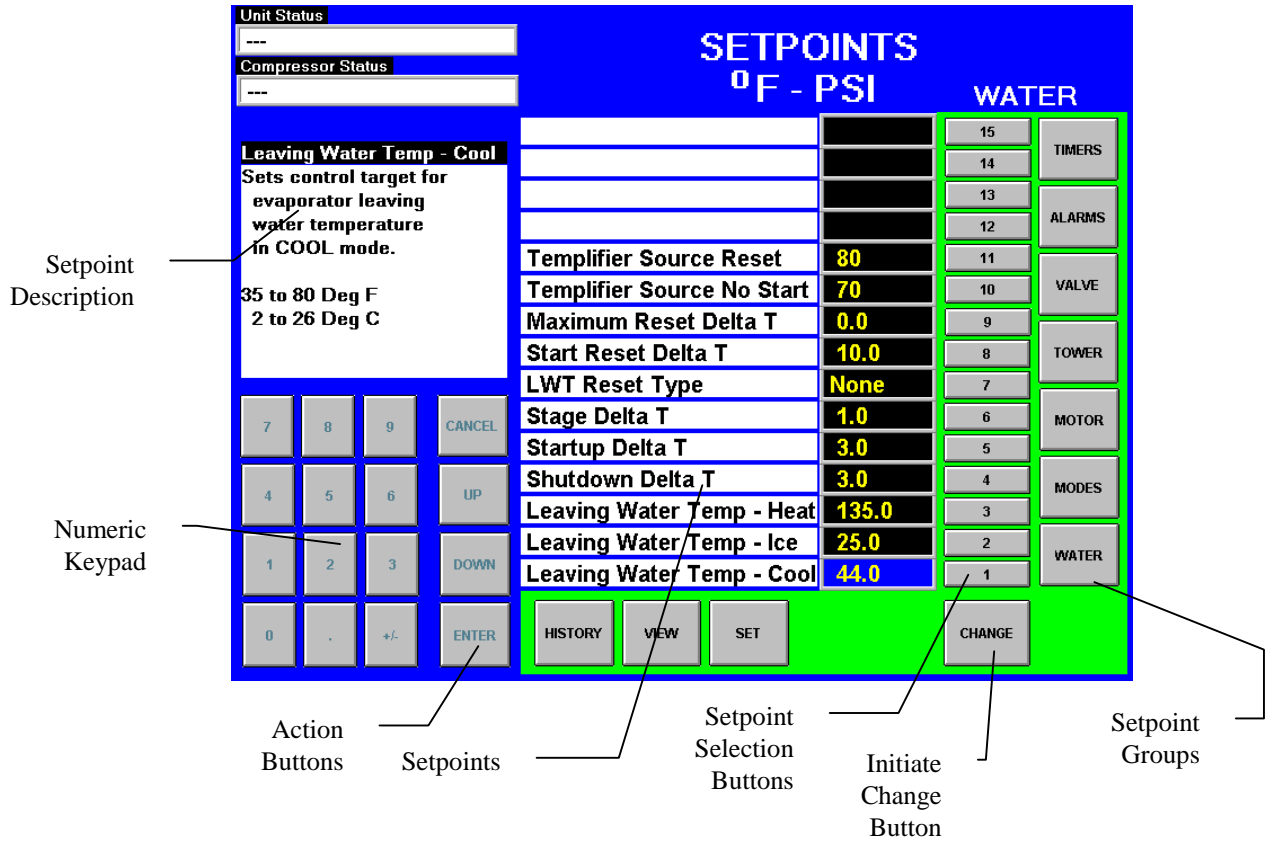 Unit Status
---
Compressor Status
---
SETPOINTS
⁰F - PSI
WATER
Leaving Water Temp - Cool
Sets control target for
evaporator leaving
water temperature
in COOL mode.
35 to 80 Deg F
2 to 26 Deg C
15
14
13
12
Templifier Source Reset 80 11
Templifier Source No Start 70 10
Maximum Reset Delta T 0.0 9
Start Reset Delta T 10.0 8
LWT Reset Type None 7
Stage Delta T 1.0 6
Startup Delta T 3.0 5
Shutdown Delta T 3.0 4
Leaving Water Temp - Heat 135.0 3
Leaving Water Temp - Ice 25.0 2
Leaving Water Temp - Cool 44.0 1
TIMERS
ALARMS
VALVE
TOWER
MOTOR
MODES
WATER
7 8 9 CANCEL
4 5 6 UP
1 2 3 DOWN
0 . +/- ENTER
HISTORY VIEW SET CHANGE
Setpoint
Description
Numeric
Keypad
Action
Buttons
Setpoints
Setpoint
Selection
Buttons
Initiate
Change
Button
Setpoint
Groups